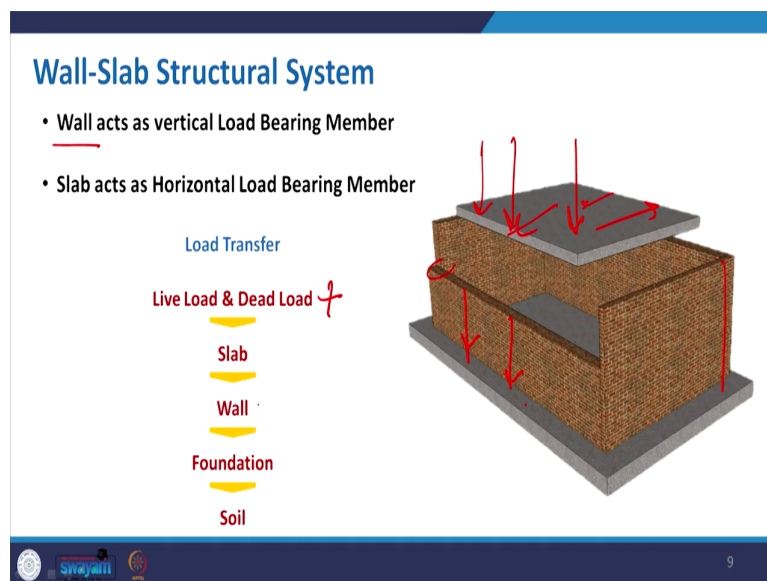 Wall-Slab Structural System
• Wall acts as vertical Load Bearing Member
• Slab acts as Horizontal Load Bearing Member
Load Transfer
Live Load & Dead Load
Slab
Wall
Foundation
Soil
swayam
9